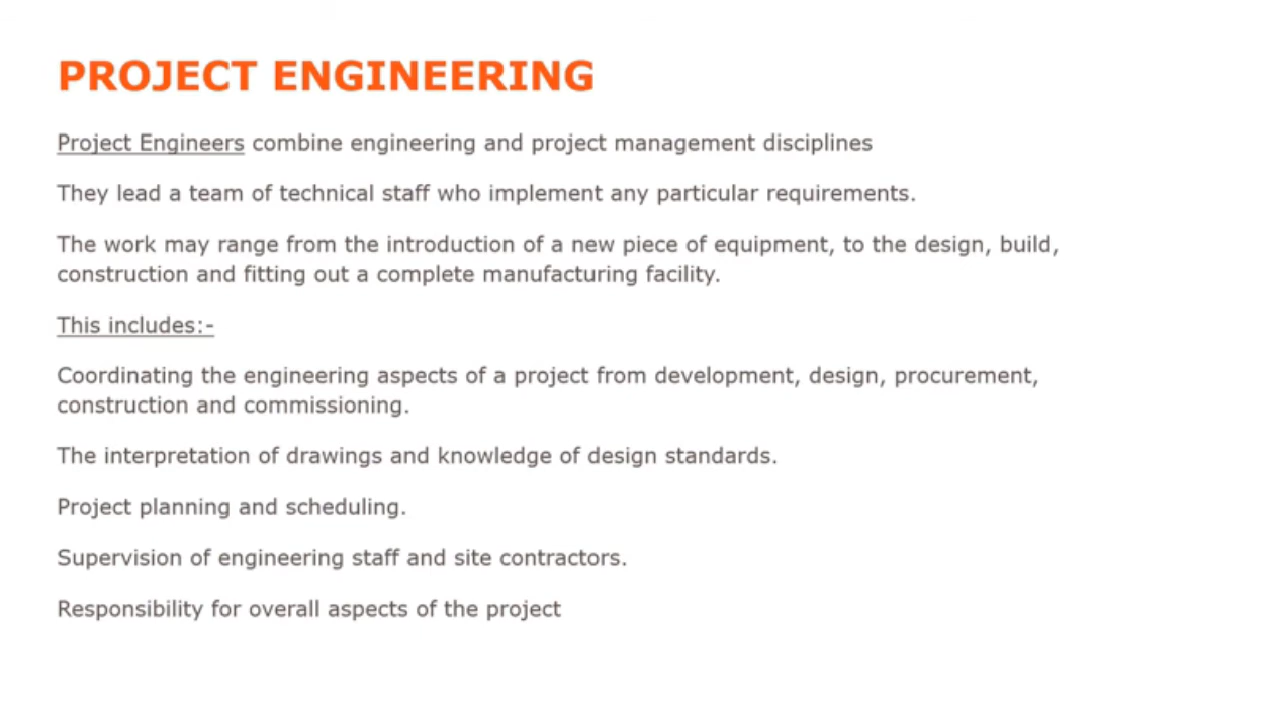 PROJECT ENGINEERING
Project Engineers combine engineering and project management disciplines
They lead a team of technical staff who implement any particular requirements.
The work may range from the introduction of a new piece of equipment, to the design, build,
construction and fitting out a complete manufacturing facility.
This includes:-
Coordinating the engineering aspects of a project from development, design, procurement,
construction and commissioning.
The interpretation of drawings and knowledge of design standards.
Project planning and scheduling.
Supervision of engineering staff and site contractors.
Responsibility for overall aspects of the project